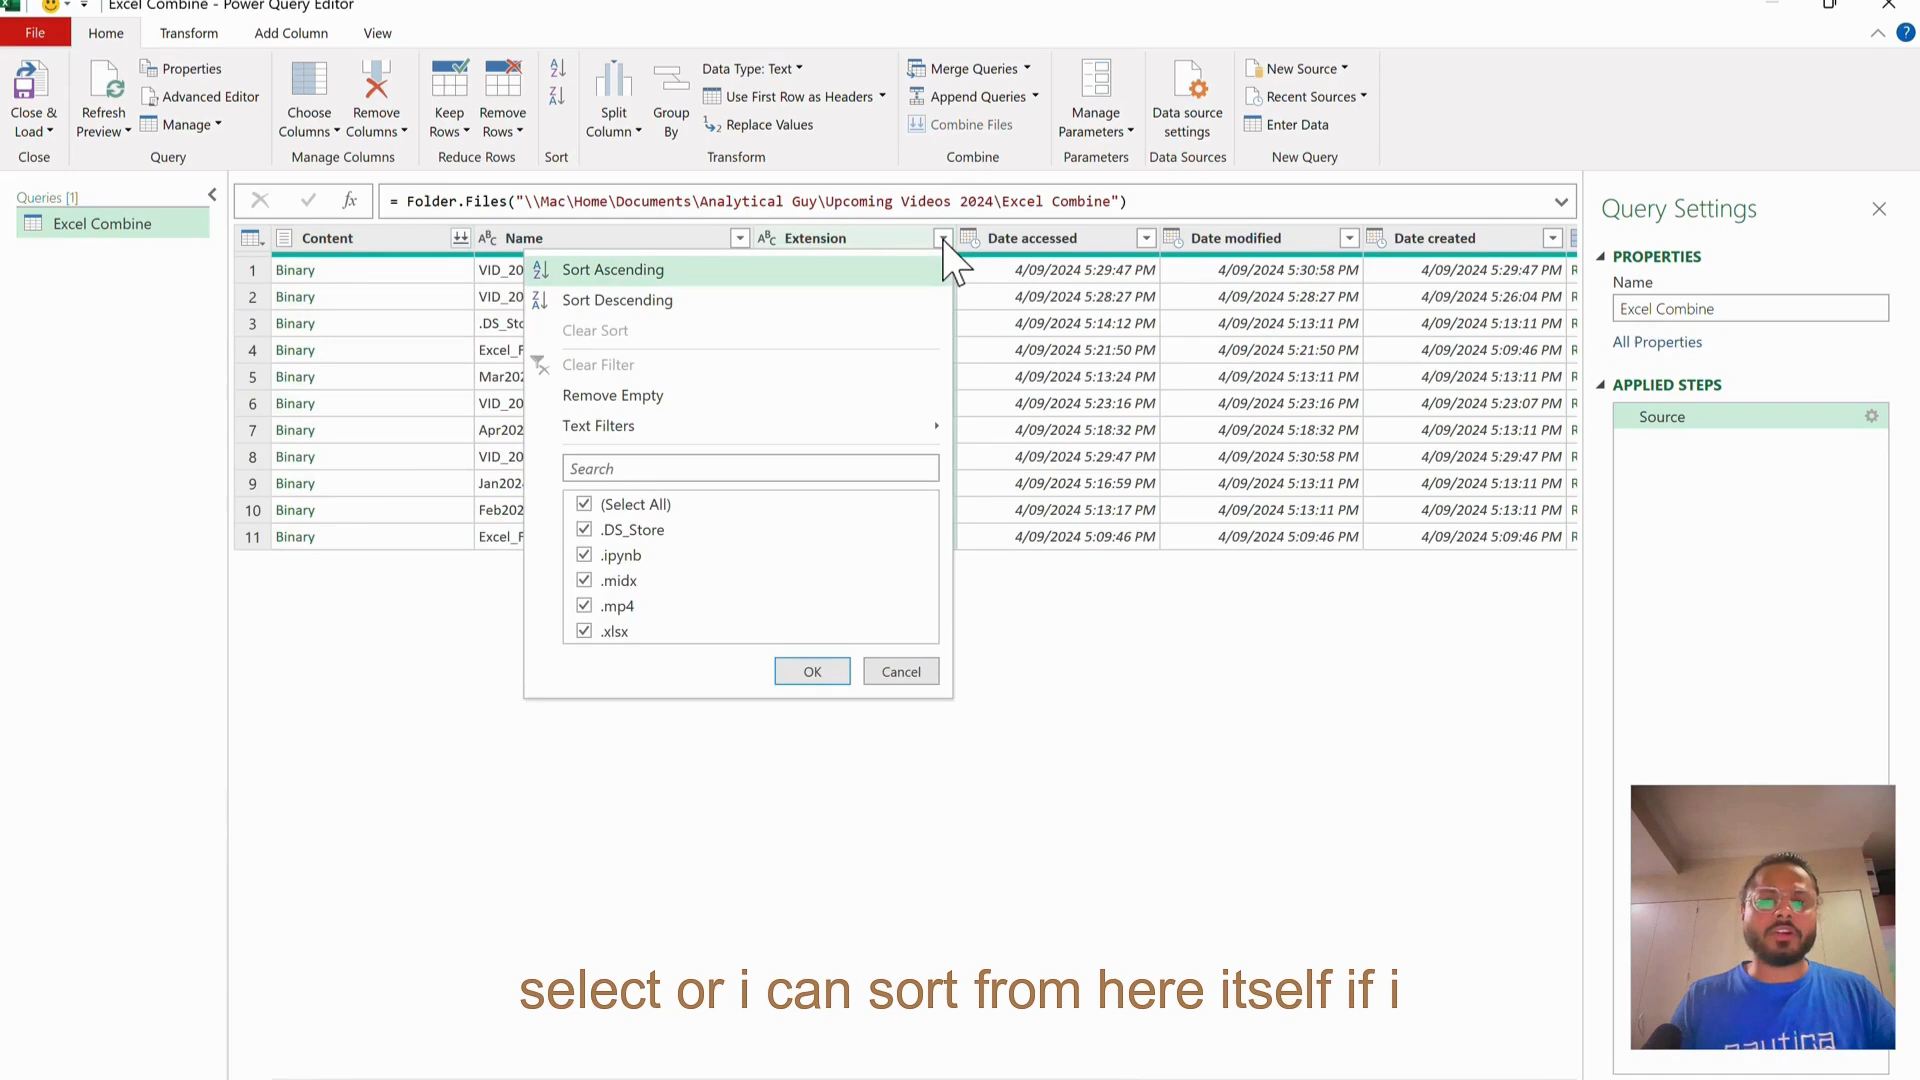 Excel Combine - Power Query Editor
File Home Transform Add Column View
Close & Load
Close
Refresh Preview
Properties
Advanced Editor
Manage
Query
Choose Columns
Remove Columns
Manage Columns
Keep Rows
Remove Rows
Reduce Rows
Sort
Split Column
Group By
Data Type: Text
Use First Row as Headers
Replace Values
Transform
Merge Queries
Append Queries
Combine Files
Combine
Manage Parameters
Parameters
Data source settings
Data Sources
New Source
Recent Sources
Enter Data
New Query
Queries [1]
Excel Combine
fx = Folder.Files("\\Mac\Home\Documents\Analytical Guy\Upcoming Videos 2024\Excel Combine")
Content Name Extension Date accessed Date modified Date created
1 Binary VID_20 4/09/2024 5:29:47 PM 4/09/2024 5:30:58 PM 4/09/2024 5:29:47 PM R
2 Binary VID_20 4/09/2024 5:28:27 PM 4/09/2024 5:28:27 PM 4/09/2024 5:26:04 PM R
3 Binary .DS_Sto 4/09/2024 5:14:12 PM 4/09/2024 5:13:11 PM 4/09/2024 5:13:11 PM R
4 Binary Excel_F 4/09/2024 5:21:50 PM 4/09/2024 5:21:50 PM 4/09/2024 5:09:46 PM R
5 Binary Mar202 4/09/2024 5:13:24 PM 4/09/2024 5:13:11 PM 4/09/2024 5:13:11 PM R
6 Binary VID_20 4/09/2024 5:23:16 PM 4/09/2024 5:23:16 PM 4/09/2024 5:23:07 PM R
7 Binary Apr202 4/09/2024 5:18:32 PM 4/09/2024 5:18:32 PM 4/09/2024 5:13:11 PM R
8 Binary VID_20 4/09/2024 5:29:47 PM 4/09/2024 5:30:58 PM 4/09/2024 5:29:47 PM R
9 Binary Jan202 4/09/2024 5:16:59 PM 4/09/2024 5:13:11 PM 4/09/2024 5:13:11 PM R
10 Binary Feb202 4/09/2024 5:13:17 PM 4/09/2024 5:13:11 PM 4/09/2024 5:13:11 PM R
11 Binary Excel_F 4/09/2024 5:09:46 PM 4/09/2024 5:09:46 PM 4/09/2024 5:09:46 PM R
Sort Ascending
Sort Descending
Clear Sort
Clear Filter
Remove Empty
Text Filters
Search
(Select All)
.DS_Store
.ipynb
.midx
.mp4
.xlsx
OK Cancel
Query Settings
PROPERTIES
Name
Excel Combine
All Properties
APPLIED STEPS
Source
nautica
select or i can sort from here itself if i